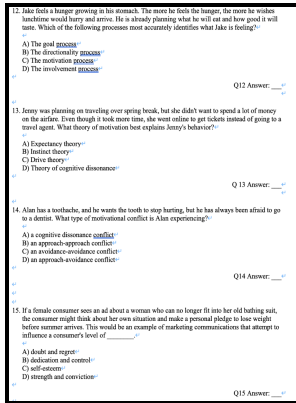 12. Jake feels a hunger growing in his stomach. The more he feels the hunger, the more he wishes
lunchtime would hurry and arrive. He is already planning what he will eat and how good it will
taste. Which of the following processes most accurately identifies what Jake is feeling?
A) The goal process
B) The directionality process
C) The motivation process
D) The involvement process
Q12 Answer: ___
13. Jenny was planning on traveling over spring break, but she didn't want to spend a lot of money
on the airfare. Even though it took more time, she went online to get tickets instead of going to a
travel agent. What theory of motivation best explains Jenny's behavior?
A) Expectancy theory
B) Instinct theory
C) Drive theory
D) Theory of cognitive dissonance
Q 13 Answer: ___
14. Alan has a toothache, and he wants the tooth to stop hurting, but he has always been afraid to go
to a dentist. What type of motivational conflict is Alan experiencing?
A) a cognitive dissonance conflict
B) an approach-approach conflict
C) an avoidance-avoidance conflict
D) an approach-avoidance conflict
Q14 Answer: ___
15. If a female consumer sees an ad about a woman who can no longer fit into her old bathing suit,
the consumer might think about her own situation and make a personal pledge to lose weight
before summer arrives. This would be an example of marketing communications that attempt to
influence a consumer's level of ________.
A) doubt and regret
B) dedication and control
C) self-esteem
D) strength and conviction
Q15 Answer: ___